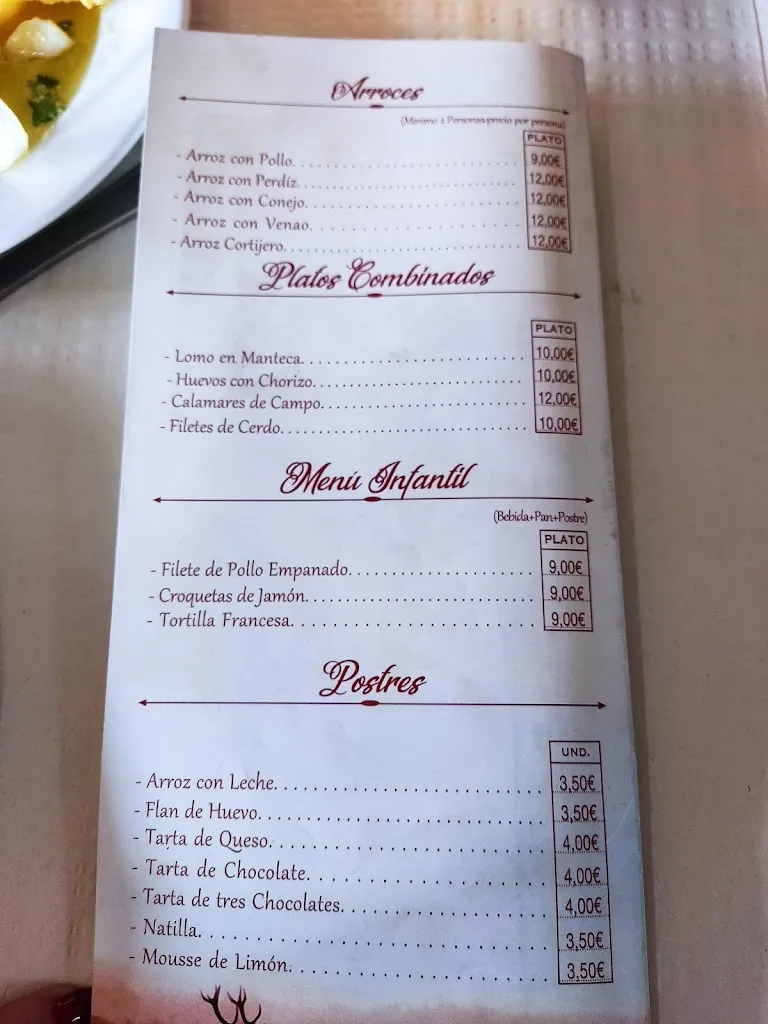 Arroces
(Minimo 6 Personas precio por persona)
PLATO
- Arroz con Pollo. 9,00€
- Arroz con Perdíz. 12,00€
- Arroz con Conejo. 12,00€
- Arroz con Venao. 12,00€
- Arroz Cortijero. 12,00€
Platos Combinados
PLATO
- Lomo en Manteca. 10,00€
- Huevos con Chorizo. 10,00€
- Calamares de Campo. 12,00€
- Filetes de Cerdo. 10,00€
Menú Infantil
(Bebida+Pan+Postre)
PLATO
- Filete de Pollo Empanado. 9,00€
- Croquetas de Jamón. 9,00€
- Tortilla Francesa. 9,00€
Postres
UND.
- Arroz con Leche. 3,50€
- Flan de Huevo. 3,50€
- Tarta de Queso. 4,00€
- Tarta de Chocolate. 4,00€
- Tarta de tres Chocolates. 4,00€
- Natilla. 3,50€
- Mousse de Limón. 3,50€